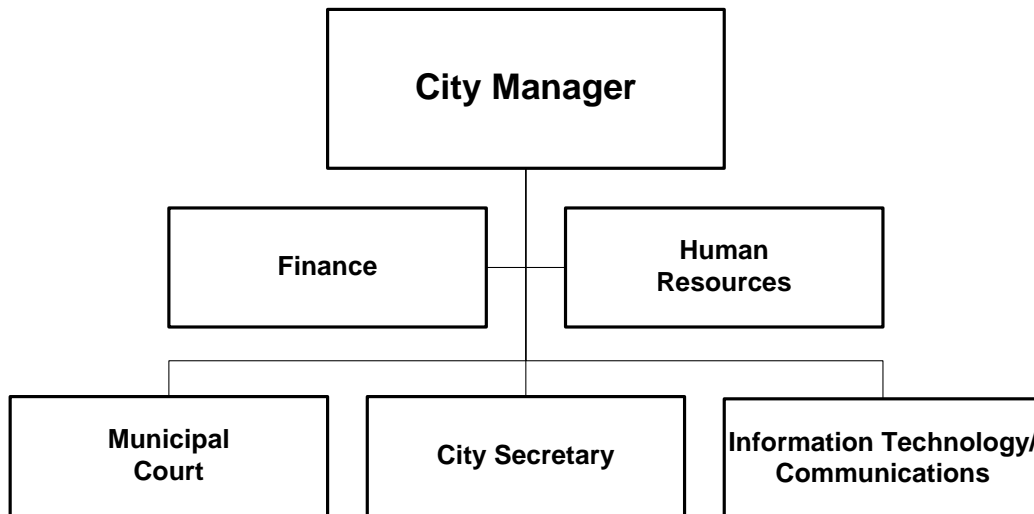 City Manager
Finance
Human
Resources
Municipal
Court
City Secretary
Information Technology/
Communications